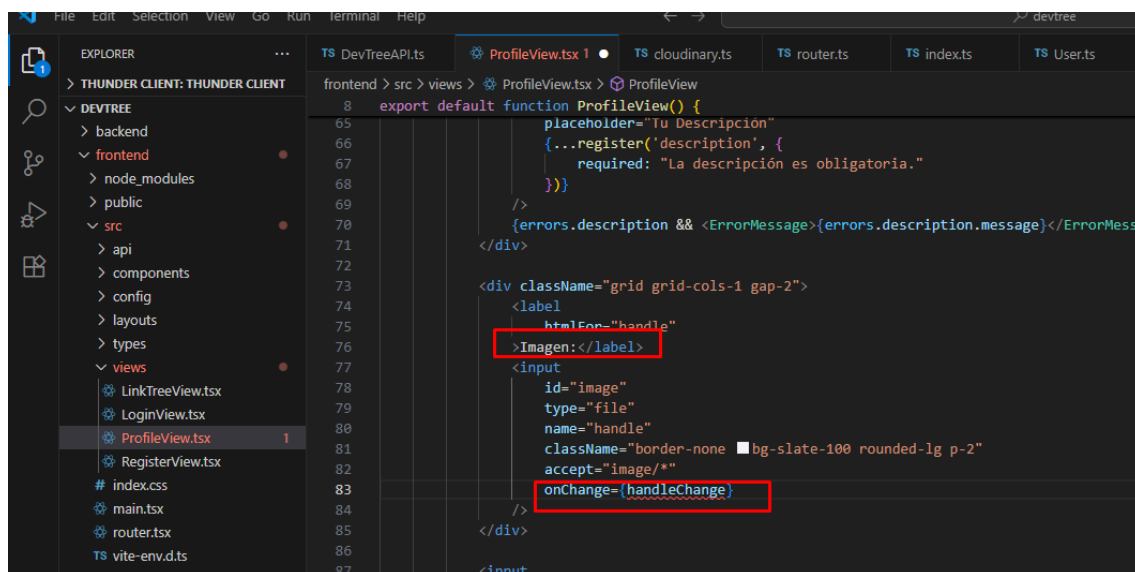 File Edit Selection View Go Run Terminal Help
devtree
EXPLORER
TS DevTreeAPI.ts
ProfileView.tsx 1
TS cloudinary.ts
TS router.ts
TS index.ts
TS User.ts
1
> THUNDER CLIENT: THUNDER CLIENT
DEVTREE
> backend
frontend
> node_modules
> public
src
> api
> components
> config
> layouts
> types
views
LinkTreeView.tsx
LoginView.tsx
ProfileView.tsx 1
RegisterView.tsx
# index.css
main.tsx
router.tsx
TS vite-env.d.ts
frontend > src > views > ProfileView.tsx > ProfileView
8 export default function ProfileView() {
65 placeholder="Tu Descripción"
66 {...register('description', {
67 required: "La descripción es obligatoria."
68 })}
69 />
70 {errors.description && <ErrorMessage>{errors.description.message}</ErrorMess
71 </div>
72
73 <div className="grid grid-cols-1 gap-2">
74 <label
75 htmlFor="handle"
76 >Imagen:</label>
77 <input
78 id="image"
79 type="file"
80 name="handle"
81 className="border-none bg-slate-100 rounded-lg p-2"
82 accept="image/*"
83 onChange={handleChange}
84 />
85 </div>
86
87 <input